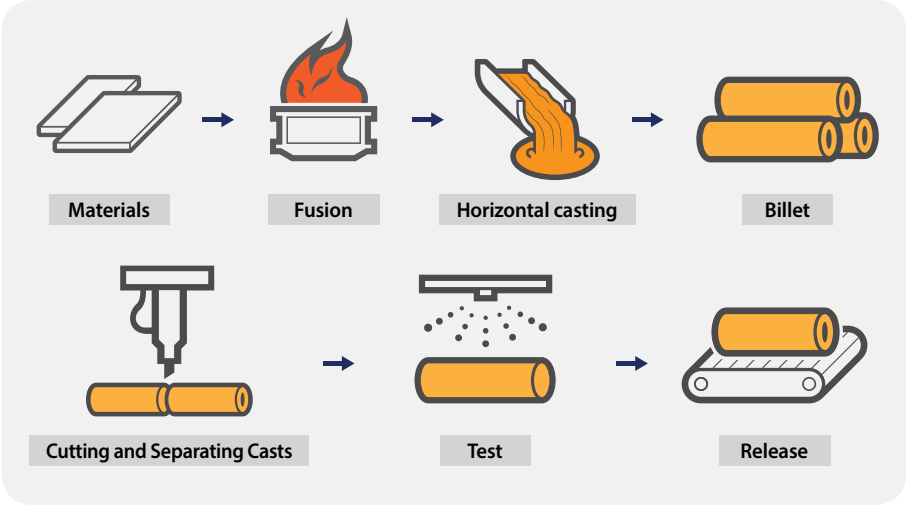 Materials
Fusion
Horizontal casting
Billet
Cutting and Separating Casts
Test
Release